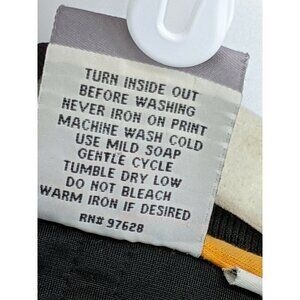 TURN INSIDE OUT
BEFORE WASHING
NEVER IRON ON PRINT
MACHINE WASH COLD
USE MILD SOAP
GENTLE CYCLE
TUMBLE DRY LOW
DO NOT BLEACH
WARM IRON IF DESIRED
RN# 97628